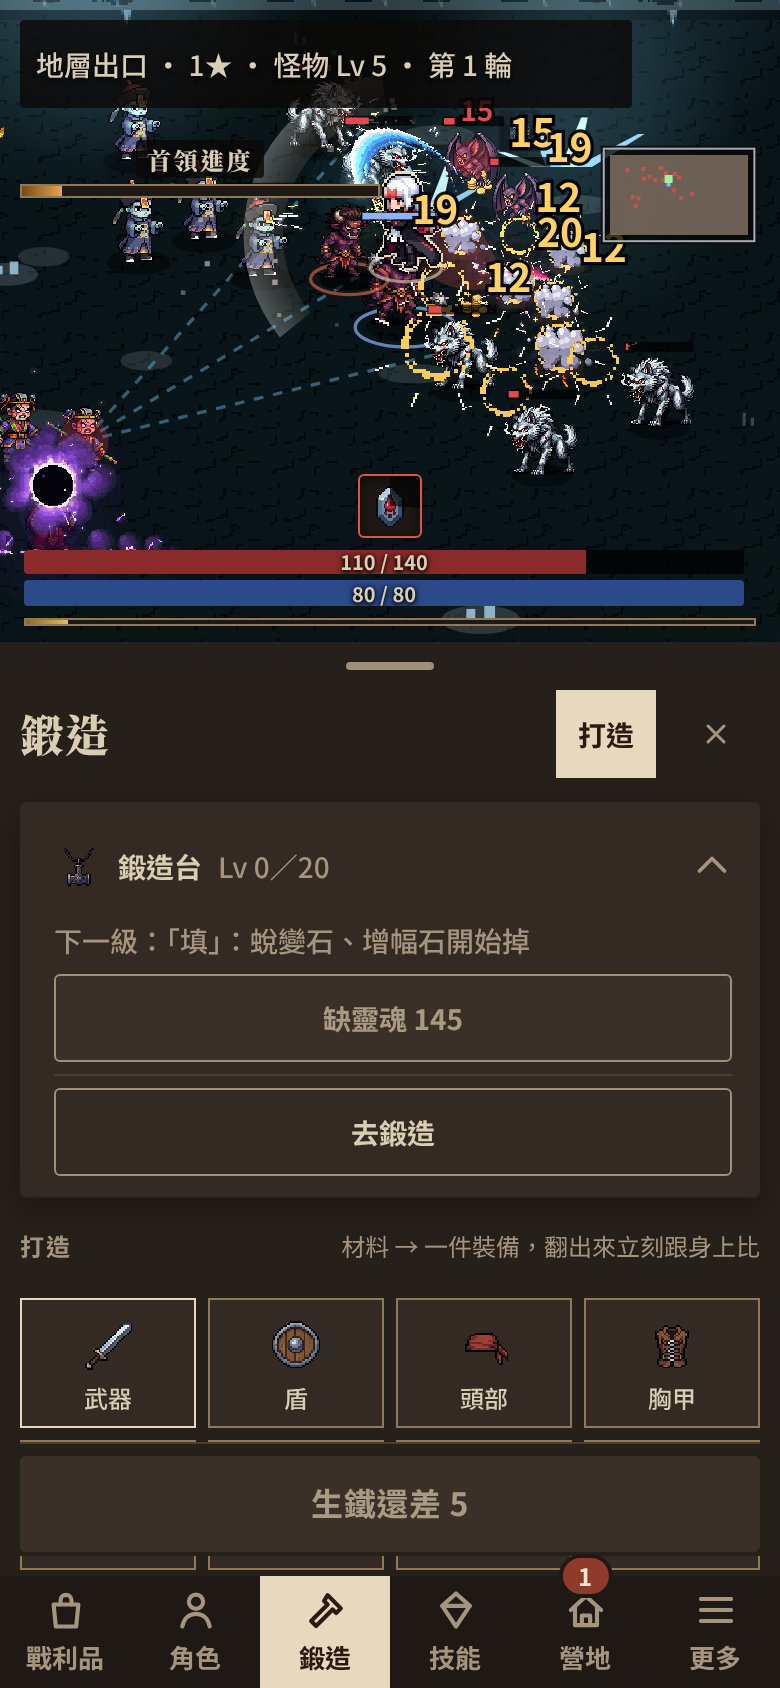 地層出口 · 1★ · 怪物 Lv 5 · 第 1 輪
15
15
19
首領進度
12
19
20
12
12
110 / 140
80 / 80
鍛造
打造
×
鍛造台 Lv 0／20
下一級：「填」：蛻變石、增幅石開始掉
缺靈魂 145
去鍛造
打造
材料 → 一件裝備，翻出來立刻跟身上比
武器
盾
頭部
胸甲
生鐵還差 5
1
戰利品
角色
鍛造
技能
營地
更多